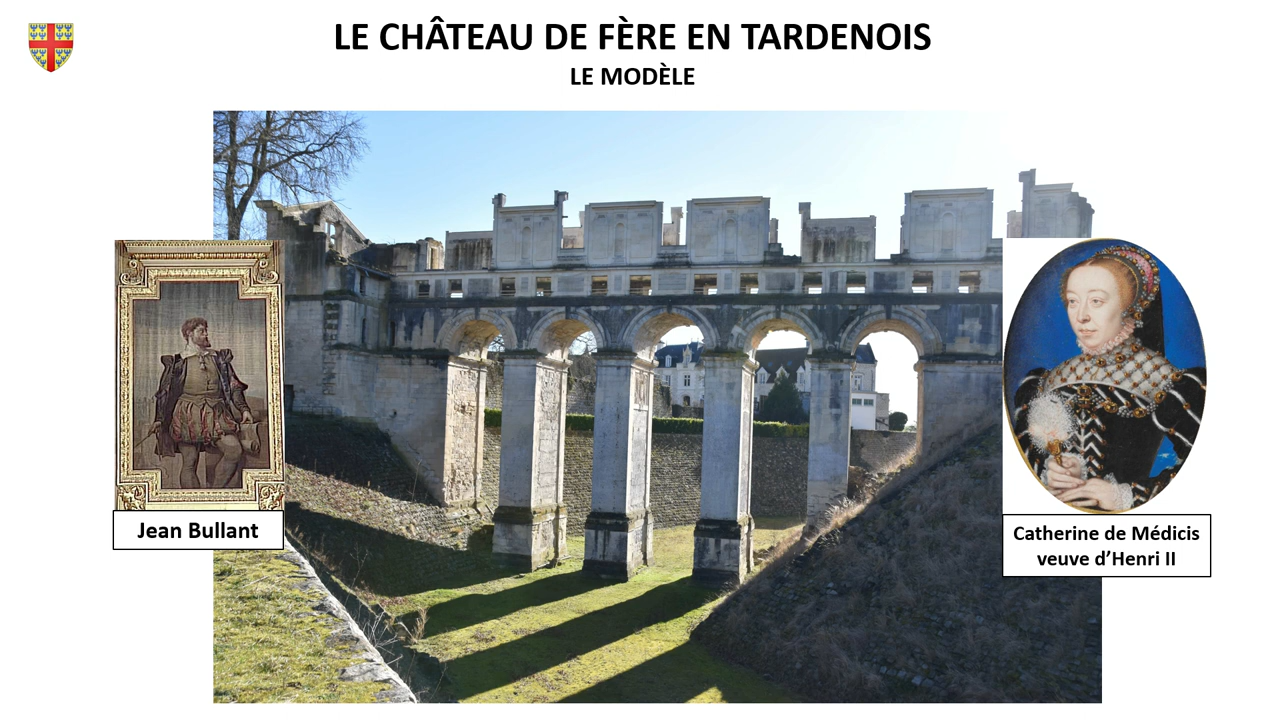 LE CHÂTEAU DE FÈRE EN TARDENOIS
LE MODÈLE
Jean Bullant
Catherine de Médicis
veuve d’Henri II